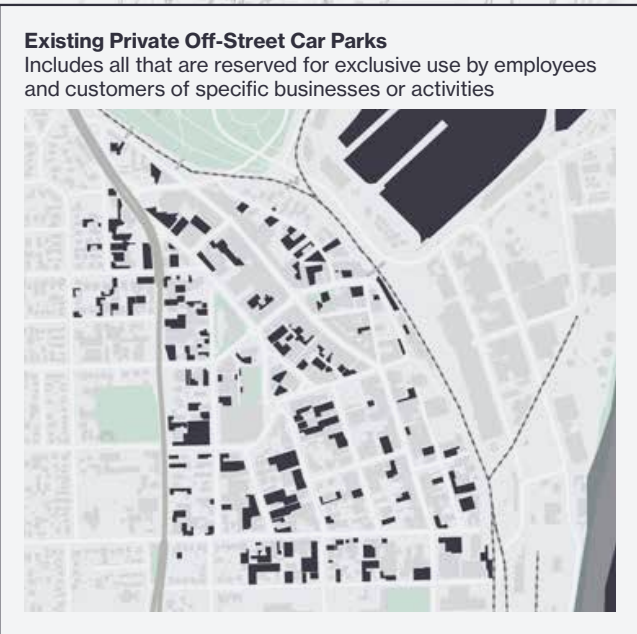 Existing Private Off-Street Car Parks
Includes all that are reserved for exclusive use by employees
and customers of specific businesses or activities